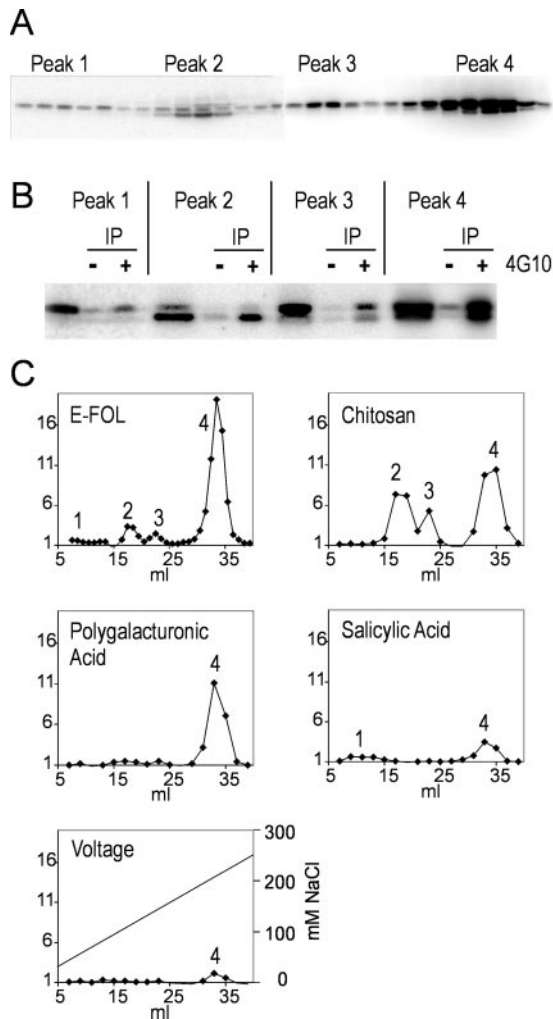 A
Peak 1 Peak 2 Peak 3 Peak 4
B
Peak 1 Peak 2 Peak 3 Peak 4
IP IP IP IP
- + - + - + - + 4G10
C
E-FOL
16
11
6
1
1 2 3 4
5 15 25 35
ml
Chitosan
16
11
6
1
2 3 4
5 15 25 35
ml
Polygalacturonic
Acid
16
11
6
1
4
5 15 25 35
ml
Salicylic Acid
16
11
6
1
1 4
5 15 25 35
ml
Voltage
16
11
6
1
4
300
200
100
0
mM NaCl
5 15 25 35
ml